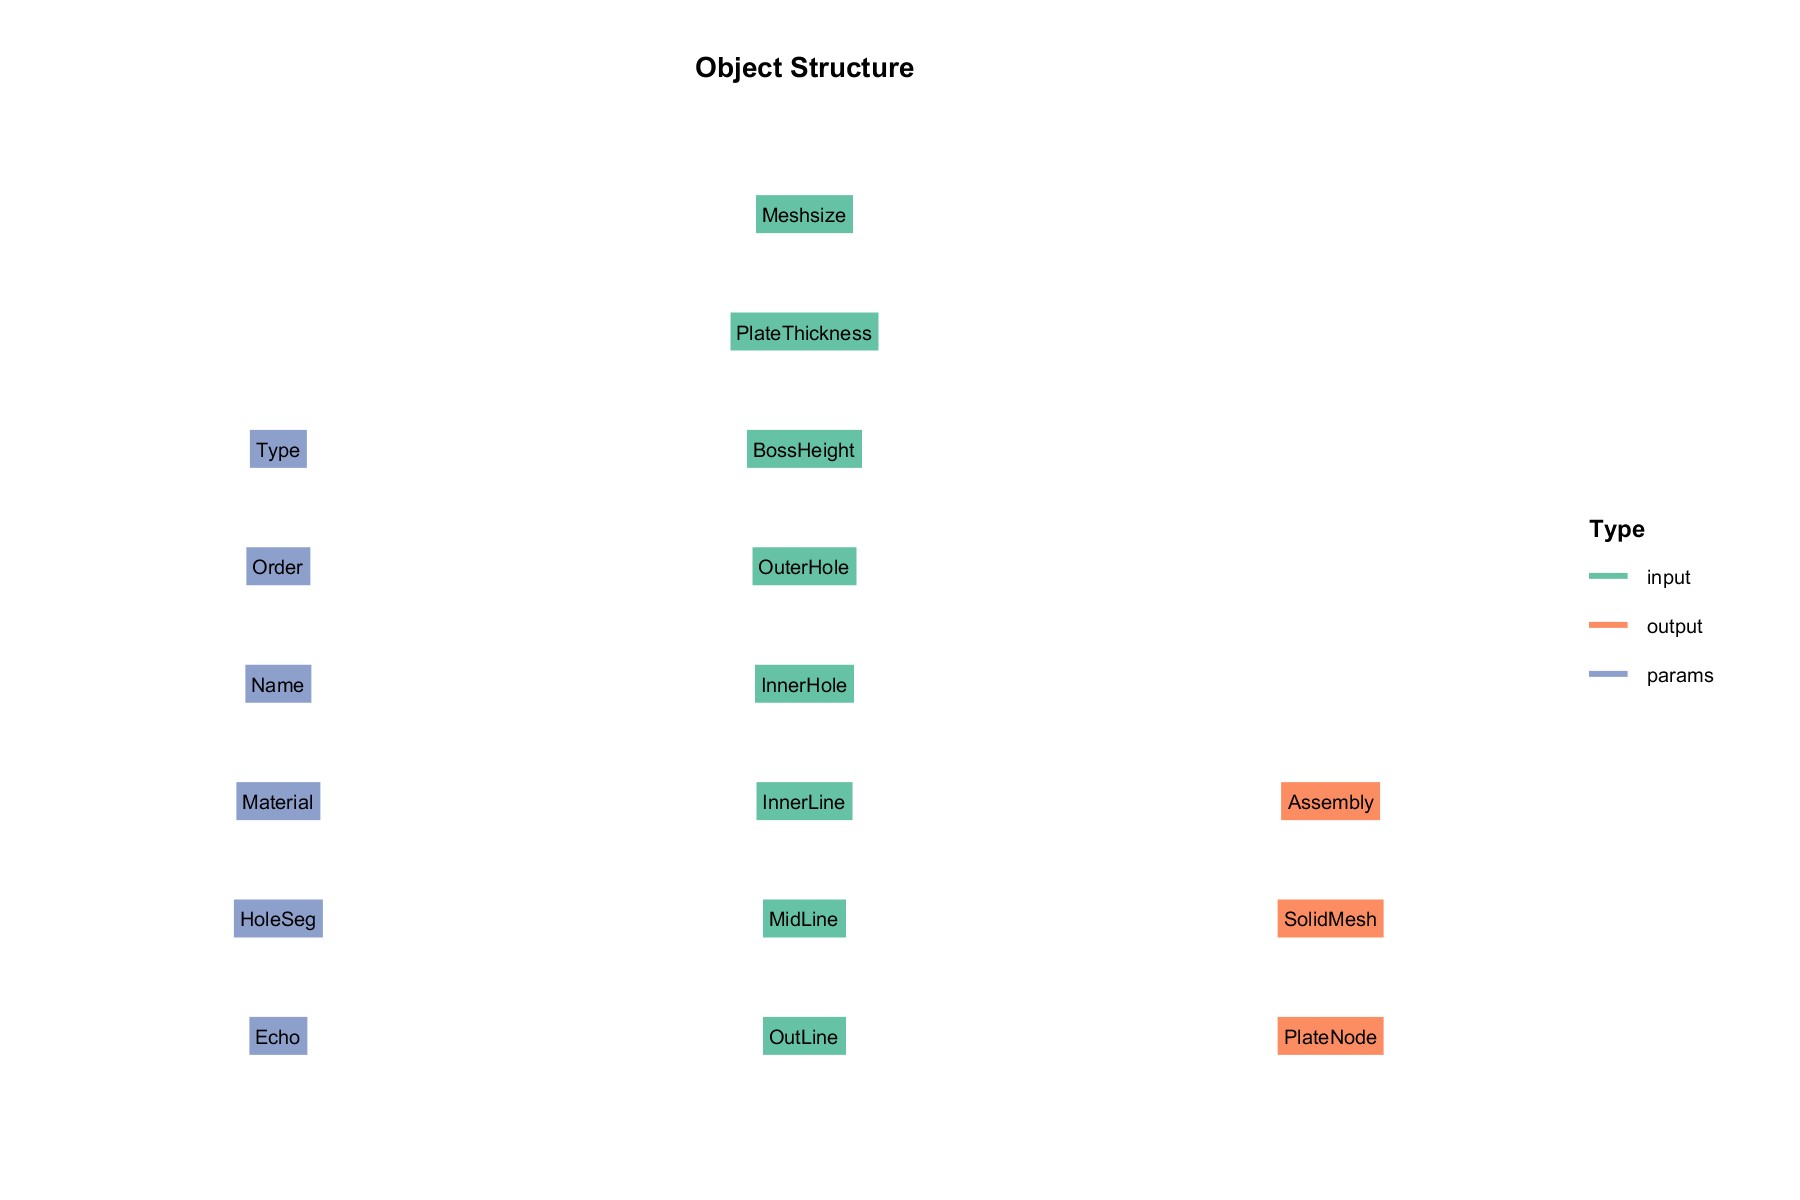 Object Structure
Meshsize
PlateThickness
Type
BossHeight
Order
OuterHole
Name
InnerHole
Material
InnerLine
Assembly
HoleSeg
MidLine
SolidMesh
Echo
OutLine
PlateNode
Type
input
output
params